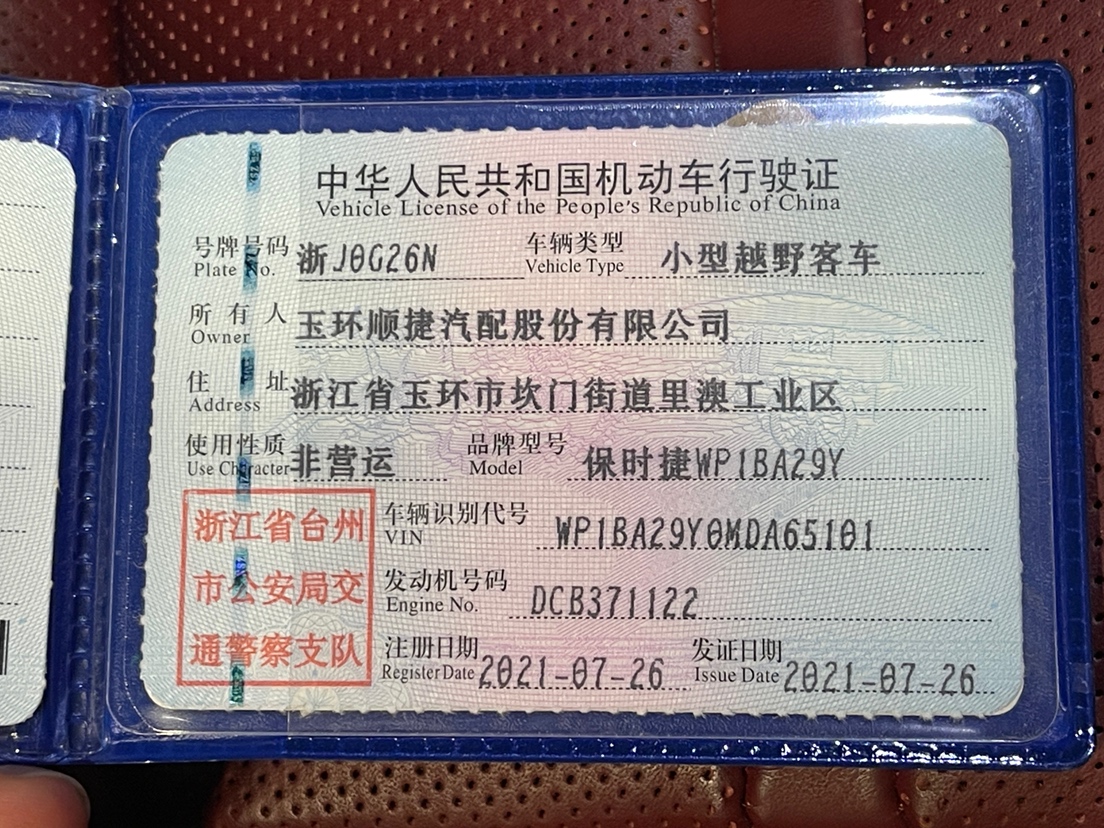 中华人民共和国机动车行驶证
Vehicle License of the People's Republic of China
号牌号码 浙J0G26N 车辆类型 小型越野客车
Plate No. Vehicle Type
所有人 玉环顺捷汽配股份有限公司
Owner
住址 浙江省玉环市坎门街道里澳工业区
Address
使用性质 非营运 品牌型号 保时捷WP1BA29Y
Use Character Model
浙江省台州
市公安局交
通警察支队
车辆识别代号 WP1BA29Y0MDA65101
VIN
发动机号码 DCB371122
Engine No.
注册日期 2021-07-26 发证日期 2021-07-26
Register Date Issue Date